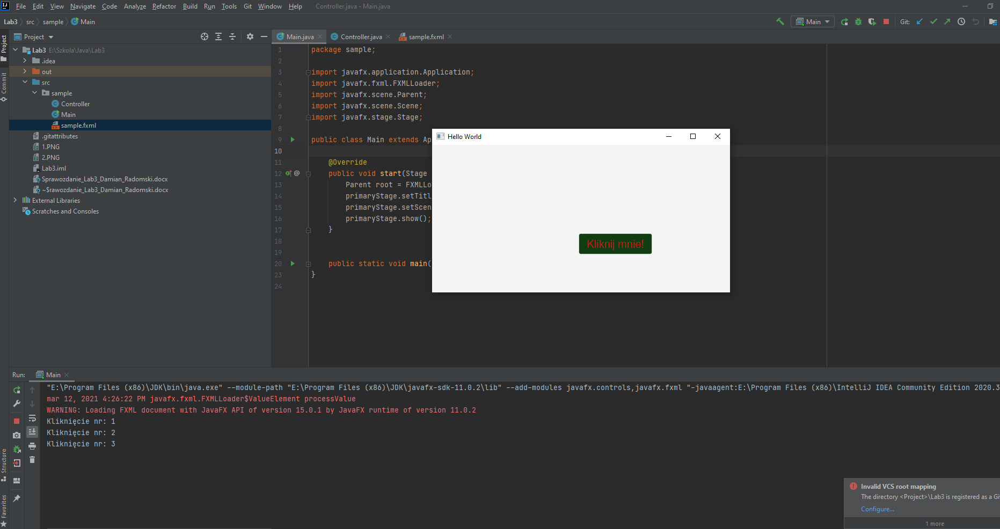 File Edit View Navigate Code Analyze Refactor Build Run Tools Git Window Help Controller.java - Main.java
Lab3 src sample Main
Main Git:
Project
Main.java Controller.java sample.fxml
Project
Commit
Lab3 E:\Szkola\Java\Lab3
.idea
out
src
sample
Controller
Main
sample.fxml
.gitattributes
1.PNG
2.PNG
Lab3.iml
Sprawozdanie_Lab3_Damian_Radomski.docx
~$rawozdanie_Lab3_Damian_Radomski.docx
External Libraries
Scratches and Consoles
1 package sample;
2
3 import javafx.application.Application;
4 import javafx.fxml.FXMLLoader;
5 import javafx.scene.Parent;
6 import javafx.scene.Scene;
7 import javafx.stage.Stage;
8
9 public class Main extends Ap
10
11 @Override
12 public void start(Stage
13 Parent root = FXMLLo
14 primaryStage.setTitl
15 primaryStage.setScen
16 primaryStage.show();
17 }
18
19
20 public static void main(
23 }
24
Hello World
Kliknij mnie!
Run: Main
"E:\Program Files (x86)\JDK\bin\java.exe" --module-path "E:\Program Files (x86)\JDK\javafx-sdk-11.0.2\lib" --add-modules javafx.controls,javafx.fxml "-javaagent:E:\Program Files (x86)\IntelliJ IDEA Community Edition 2020.3
mar 12, 2021 4:26:22 PM javafx.fxml.FXMLLoader$ValueElement processValue
WARNING: Loading FXML document with JavaFX API of version 15.0.1 by JavaFX runtime of version 11.0.2
Kliknięcie nr: 1
Kliknięcie nr: 2
Kliknięcie nr: 3
Structure
Favorites
Invalid VCS root mapping
The directory <Project>\Lab3 is registered as a Gi
Configure...
1 more